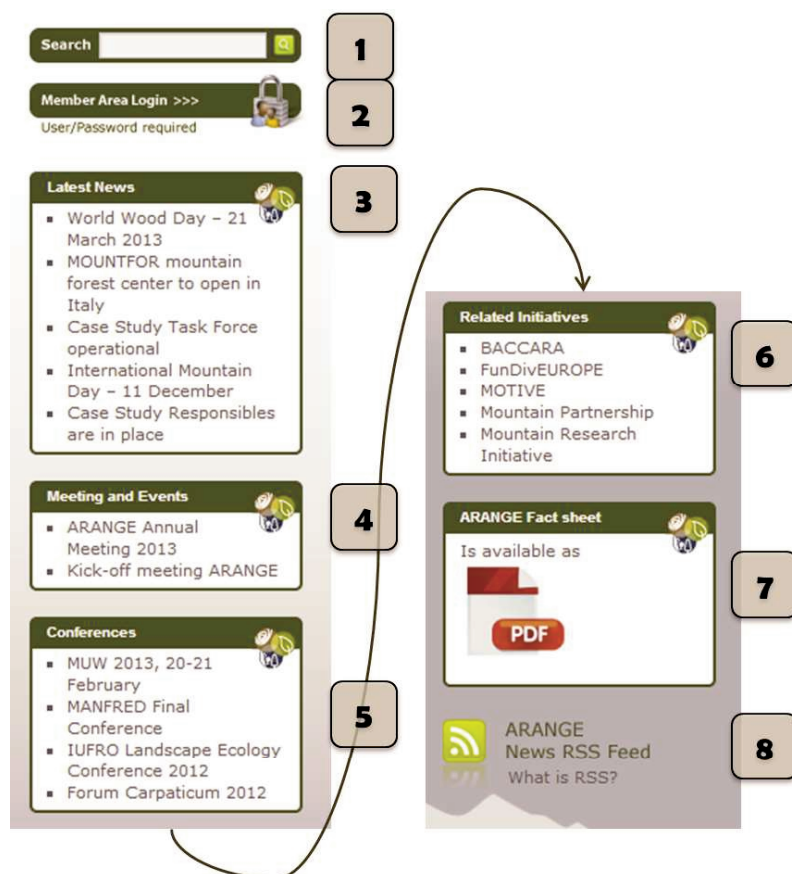 Search
1
Member Area Login >>>
User/Password required
2
Latest News
3
▪ World Wood Day – 21
March 2013
▪ MOUNTFOR mountain
forest center to open in
Italy
▪ Case Study Task Force
operational
▪ International Mountain
Day – 11 December
▪ Case Study Responsibles
are in place
Meeting and Events
4
▪ ARANGE Annual
Meeting 2013
▪ Kick-off meeting ARANGE
Conferences
▪ MUW 2013, 20-21
February
▪ MANFRED Final
Conference
▪ IUFRO Landscape Ecology
Conference 2012
▪ Forum Carpaticum 2012
5
Related Initiatives
6
▪ BACCARA
▪ FunDivEUROPE
▪ MOTIVE
▪ Mountain Partnership
▪ Mountain Research
Initiative
ARANGE Fact sheet
Is available as
PDF
7
ARANGE
News RSS Feed
What is RSS?
8